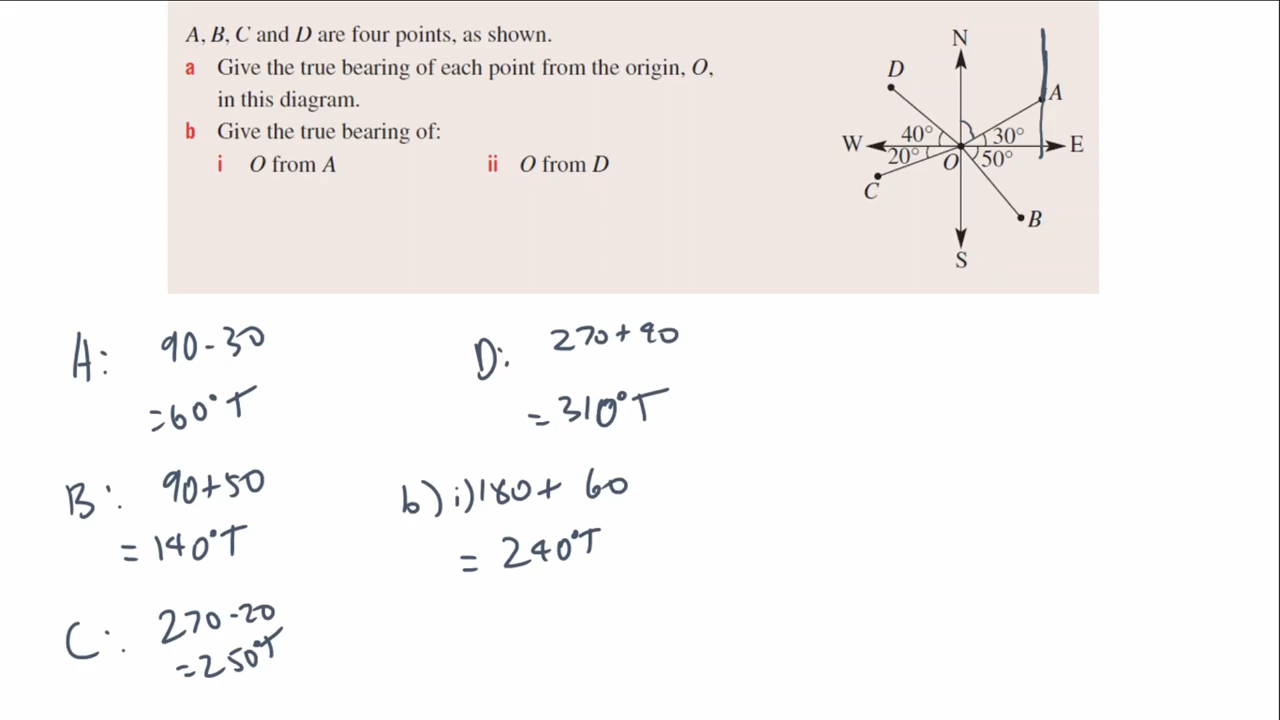 A, B, C and D are four points, as shown.
a Give the true bearing of each point from the origin, O,
in this diagram.
b Give the true bearing of:
i O from A ii O from D
N
D
A
40° 30°
W E
20° O 50°
C
B
S
A: 90-30
=60°T
B: 90+50
= 140°T
C: 270-20
=250°T
D: 270+40
= 310°T
b) i) 180 + 60
= 240°T